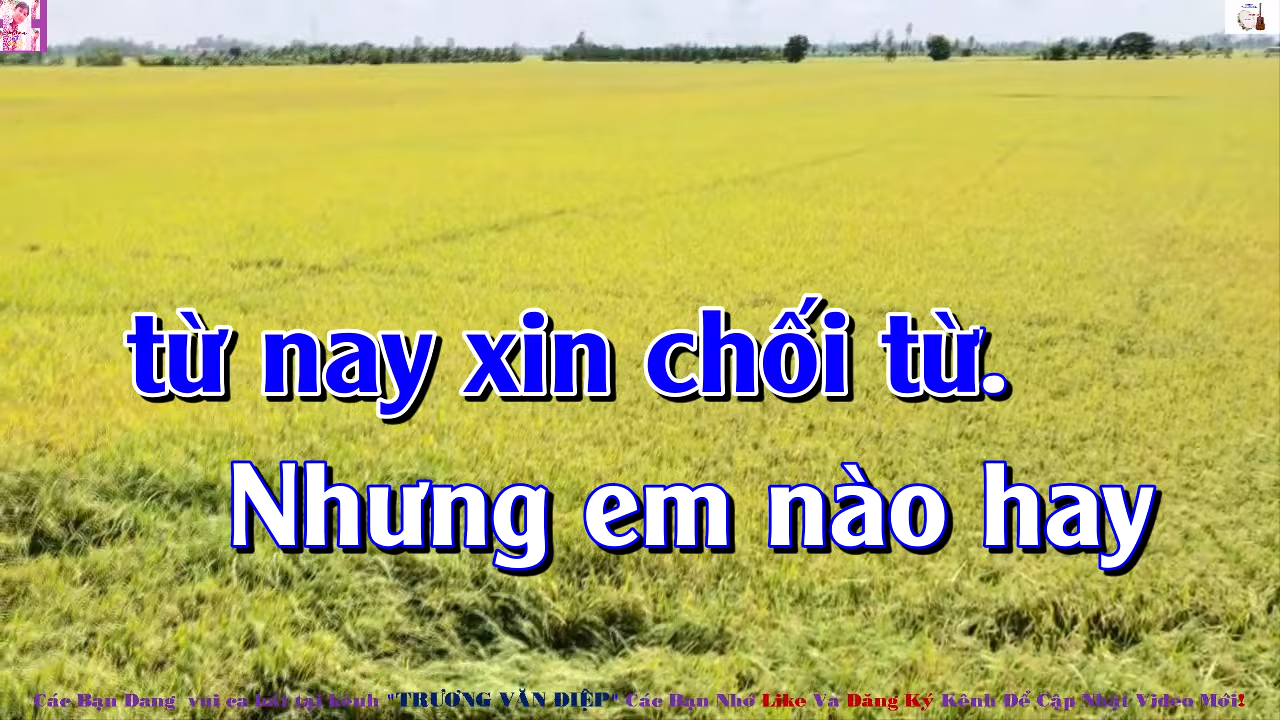 từ nay xin chối từ.
Nhưng em nào hay
Các Bạn Đang vui ca hát tại kênh "TRƯƠNG VĂN DIỆP" Các Bạn Nhớ Like Và Đăng Ký Kênh Để Cập Nhật Video Mới!